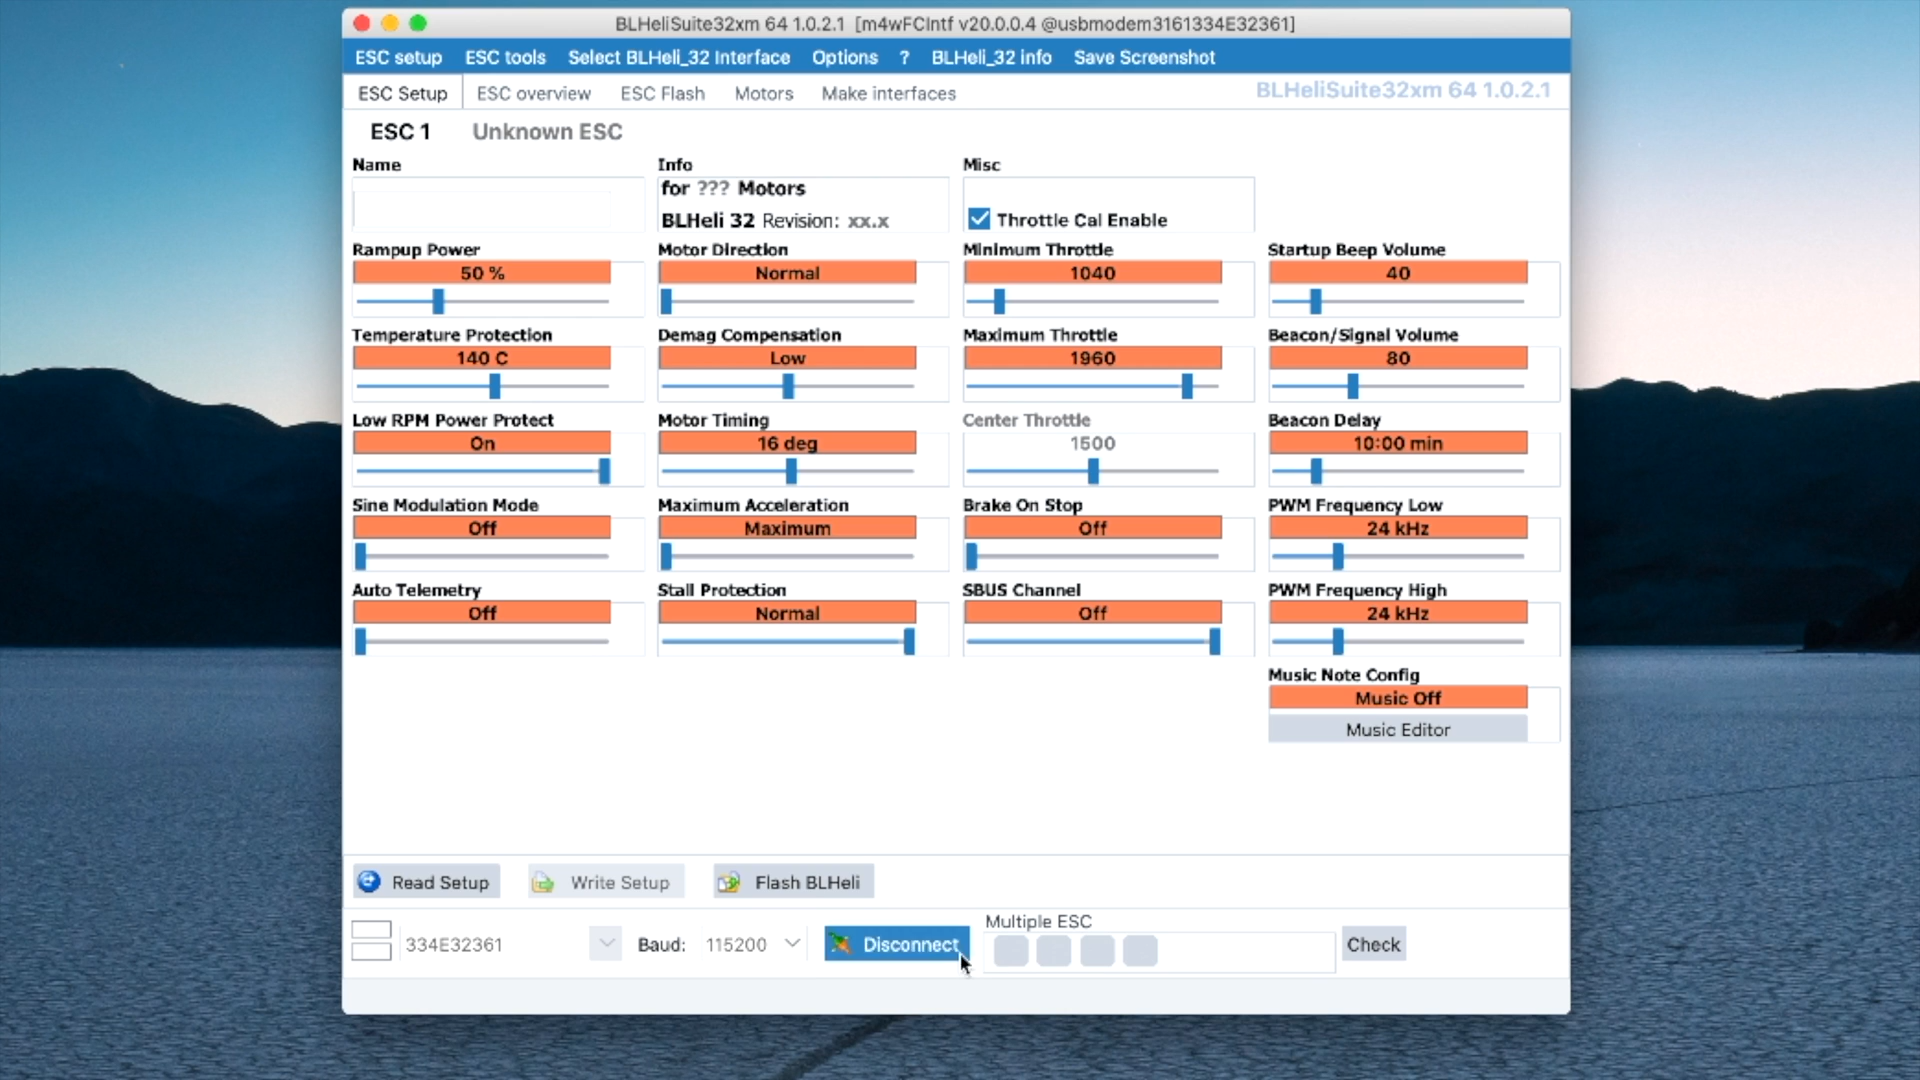 BLHeliSuite32xm 64 1.0.2.1 [m4wFCIntf v20.0.0.4 @usbmodem3161334E32361]
ESC setup ESC tools Select BLHeli_32 Interface Options ? BLHeli_32 info Save Screenshot
ESC Setup ESC overview ESC Flash Motors Make interfaces BLHeliSuite32xm 64 1.0.2.1
ESC 1 Unknown ESC
Name Info Misc
for ??? Motors
BLHeli 32 Revision: xx.x Throttle Cal Enable
Rampup Power Motor Direction Minimum Throttle Startup Beep Volume
50 % Normal 1040 40
Temperature Protection Demag Compensation Maximum Throttle Beacon/Signal Volume
140 C Low 1960 80
Low RPM Power Protect Motor Timing Center Throttle Beacon Delay
On 16 deg 1500 10:00 min
Sine Modulation Mode Maximum Acceleration Brake On Stop PWM Frequency Low
Off Maximum Off 24 kHz
Auto Telemetry Stall Protection SBUS Channel PWM Frequency High
Off Normal Off 24 kHz
Music Note Config
Music Off
Music Editor
Read Setup Write Setup Flash BLHeli
Multiple ESC
334E32361 Baud: 115200 Disconnect Check